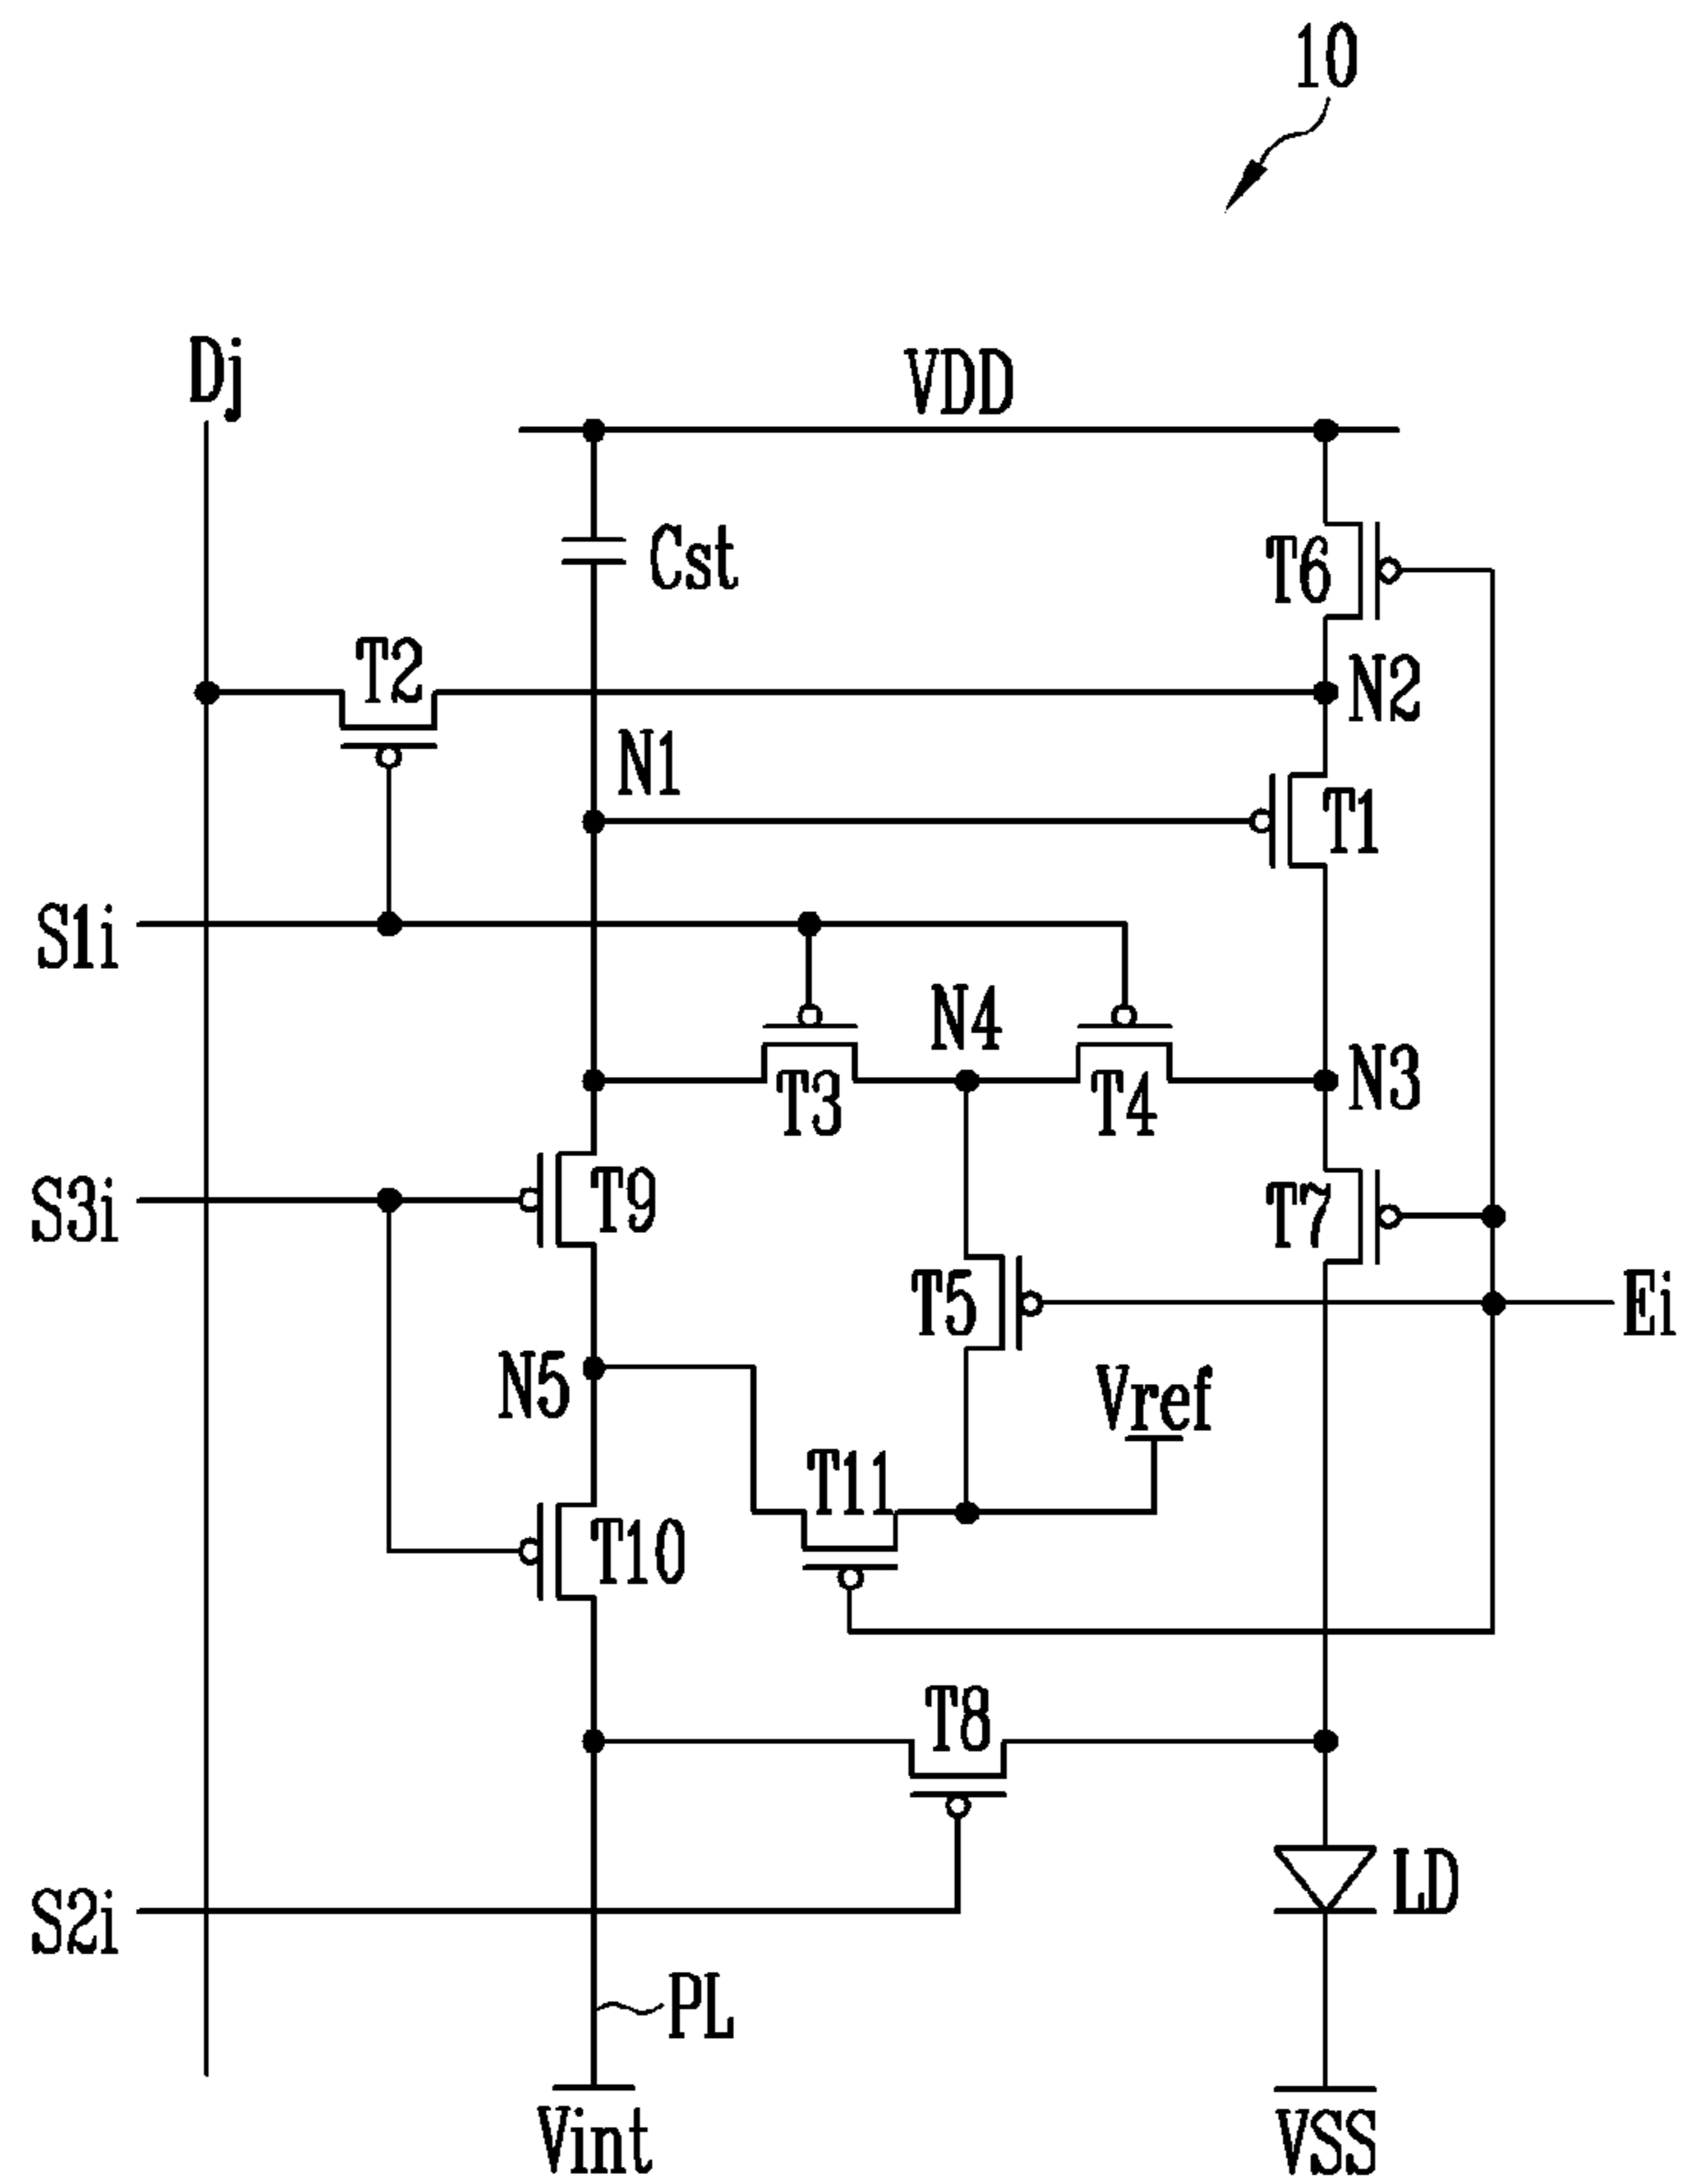 10
Dj
VDD
Cst
T6
T2
N2
N1
T1
S1i
N4
N3
T3
T4
S3i
T9
T7
T5
Ei
N5
Vref
T11
T10
T8
LD
S2i
PL
Vint
VSS